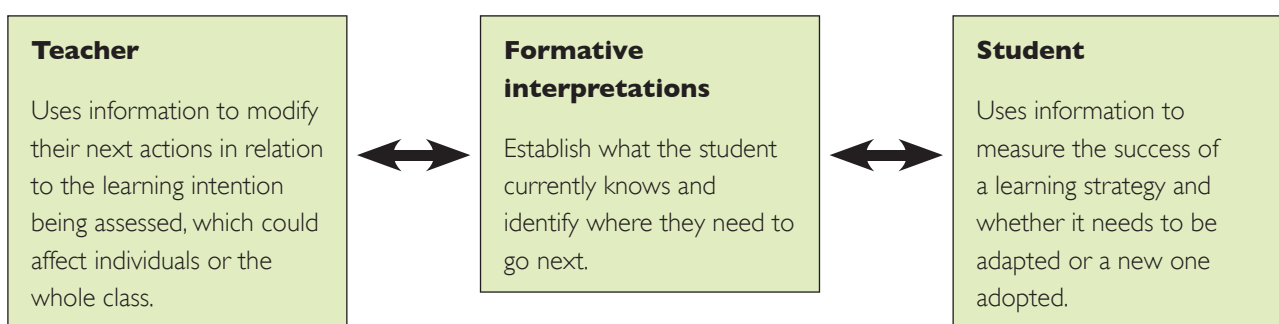 Teacher
Uses information to modify
their next actions in relation
to the learning intention
being assessed, which could
affect individuals or the
whole class.
Formative
interpretations
Establish what the student
currently knows and
identify where they need to
go next.
Student
Uses information to
measure the success of
a learning strategy and
whether it needs to be
adapted or a new one
adopted.